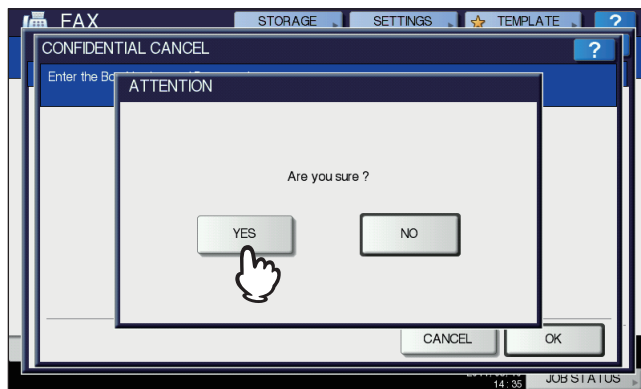 FAX
STORAGE
SETTINGS
TEMPLATE
?
CONFIDENTIAL CANCEL
?
Enter the
ATTENTION
Are you sure ?
YES
NO
CANCEL
OK
14 : 35
JOB STATUS